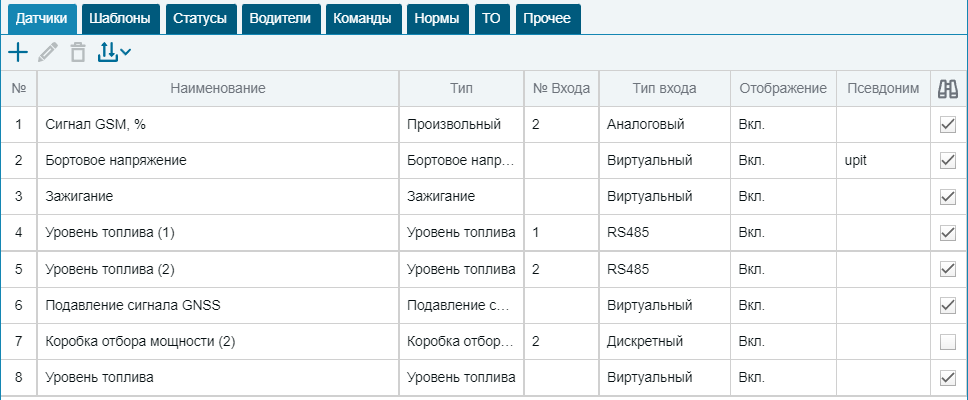 Датчики Шаблоны Статусы Водители Команды Нормы ТО Прочее
№ Наименование Тип № Входа Тип входа Отображение Псевдоним
1 Сигнал GSM, % Произвольный 2 Аналоговый Вкл.
2 Бортовое напряжение Бортовое напр... Виртуальный Вкл. upit
3 Зажигание Зажигание Виртуальный Вкл.
4 Уровень топлива (1) Уровень топлива 1 RS485 Вкл.
5 Уровень топлива (2) Уровень топлива 2 RS485 Вкл.
6 Подавление сигнала GNSS Подавление с... Виртуальный Вкл.
7 Коробка отбора мощности (2) Коробка отбор... 2 Дискретный Вкл.
8 Уровень топлива Уровень топлива Виртуальный Вкл.